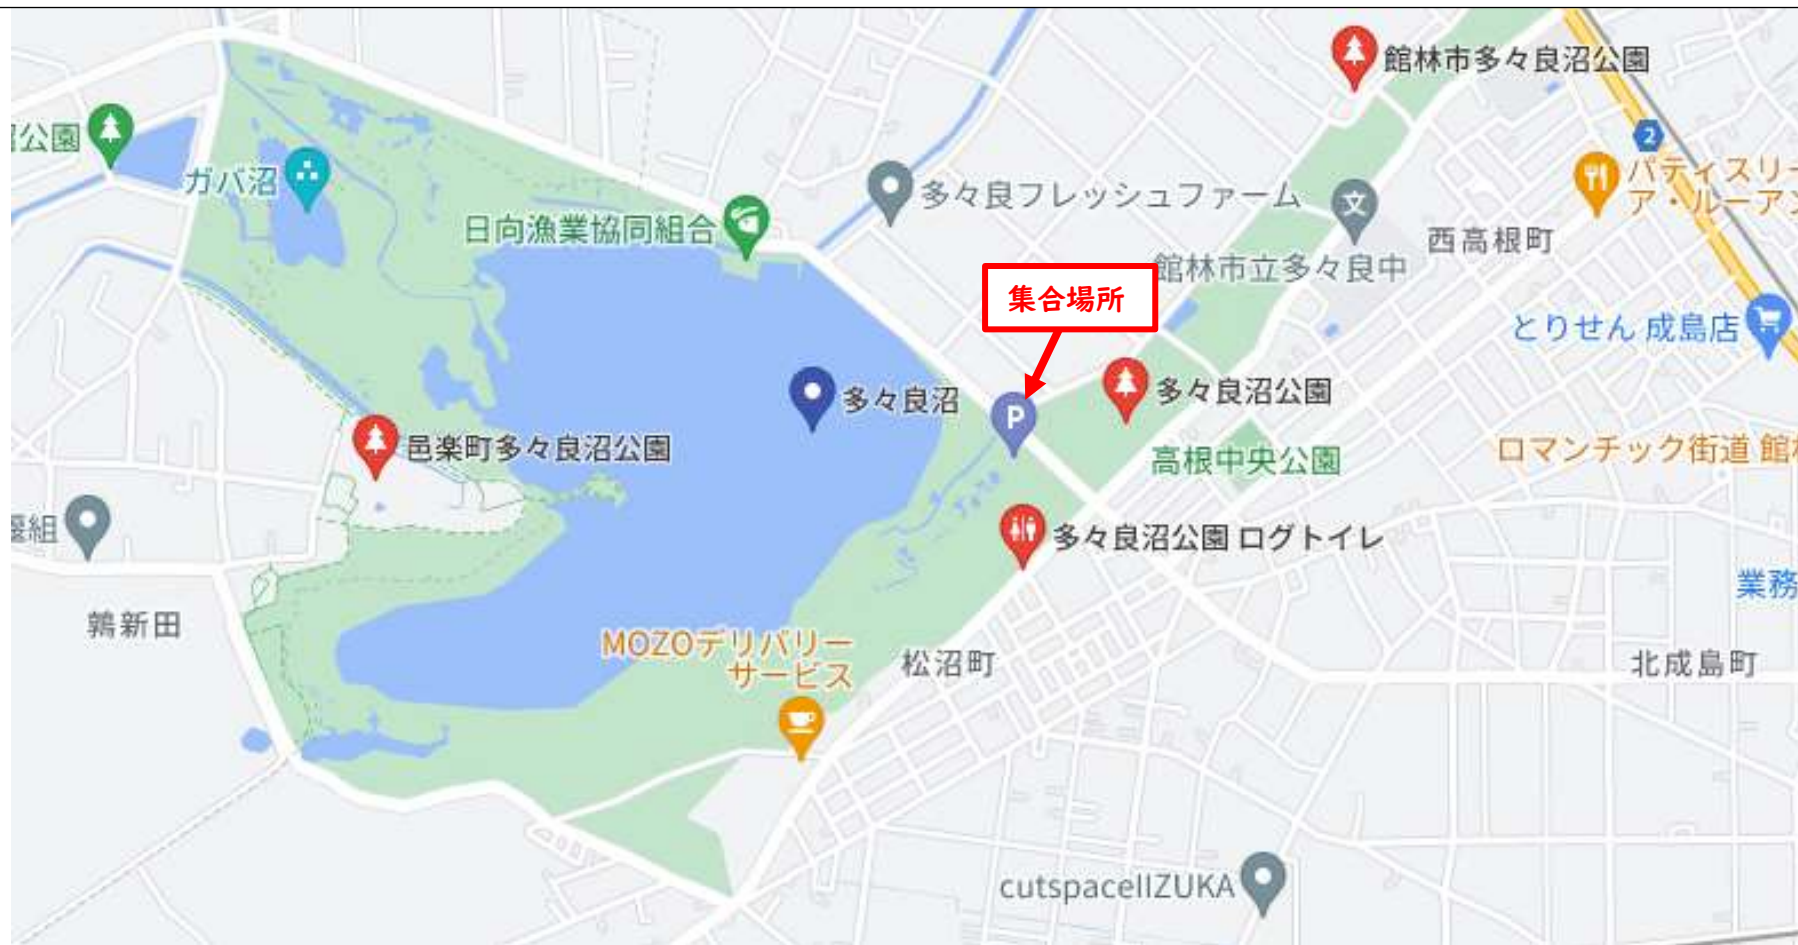 館林市多々良沼公園
公園
2
ガバ沼
パティスリー
ア・ルーアン
日向漁業協同組合
多々良フレッシュファーム
文
西高根町
館林市立多々良中
集合場所
とりせん 成島店
多々良沼
P
多々良沼公園
邑楽町多々良沼公園
高根中央公園
ロマンチック街道 館林
組
多々良沼公園 ログトイレ
業務
鶉新田
MOZOデリバリー
サービス
松沼町
北成島町
cutspaceIIZUKA